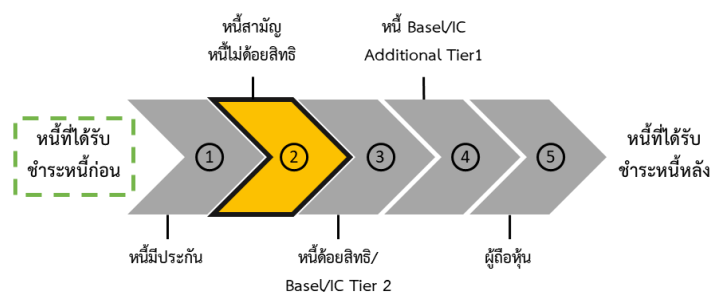 หนี้สามัญ
หนี้ไม่ด้อยสิทธิ
หนี้ Basel/IC
Additional Tier1
หนี้ที่ได้รับ
ชำระหนี้ก่อน
1
2
3
4
5
หนี้ที่ได้รับ
ชำระหนี้หลัง
หนี้มีประกัน
หนี้ด้อยสิทธิ/
Basel/IC Tier 2
ผู้ถือหุ้น